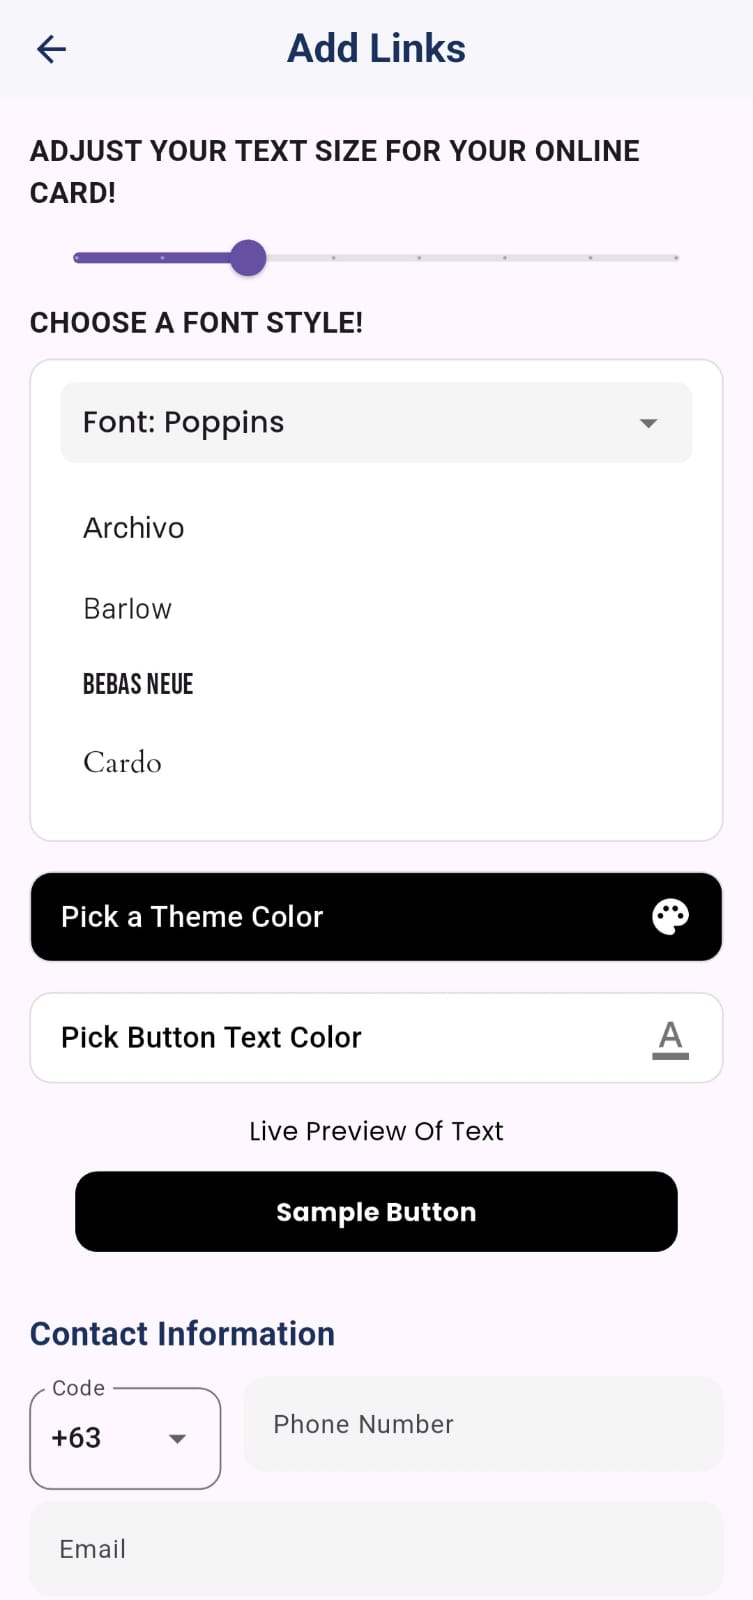 Add Links
ADJUST YOUR TEXT SIZE FOR YOUR ONLINE
CARD!
CHOOSE A FONT STYLE!
Font: Poppins
Archivo
Barlow
BEBAS NEUE
Cardo
Pick a Theme Color
Pick Button Text Color
A
Live Preview Of Text
Sample Button
Contact Information
Code
+63
Phone Number
Email